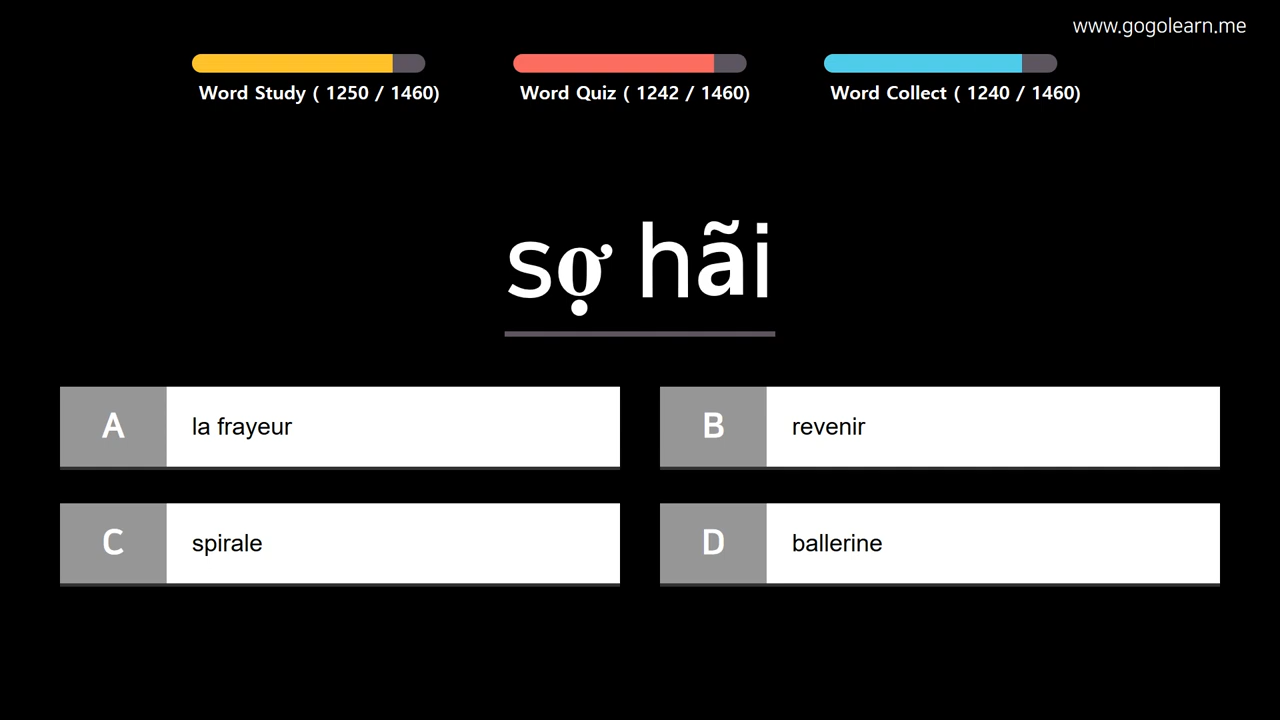 www.gogolearn.me
Word Study ( 1250 / 1460)
Word Quiz ( 1242 / 1460)
Word Collect ( 1240 / 1460)
sợ hãi
A la frayeur
B revenir
C spirale
D ballerine